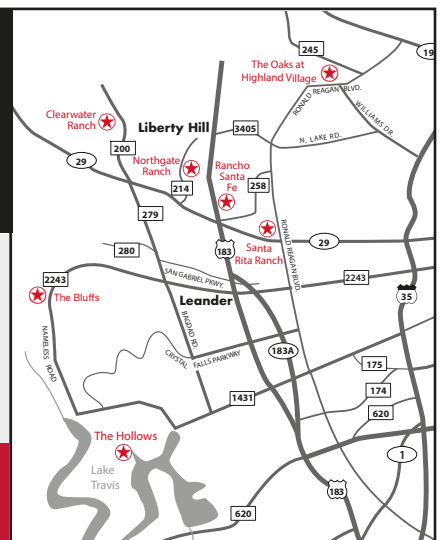 245
19
The Oaks at
Highland Village
RONALD REAGAN BLVD.
WILLIAMS DR.
Clearwater
Ranch
Liberty Hill
3405
N. LAKE RD.
200
29
Northgate
Ranch
Rancho
Santa
Fe
214
258
279
RONALD REAGAN BLVD.
Santa
Rita Ranch
29
280
183
SAN GABRIEL PKWY.
2243
2243
The Bluffs
Leander
35
BAGDAD RD.
NAMELESS ROAD
CRYSTAL FALLS PARKWAY
183A
175
174
1431
620
The Hollows
1
Lake
Travis
183
620